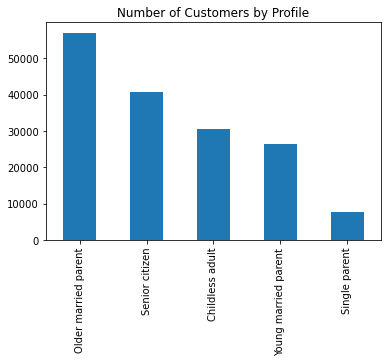 Number of Customers by Profile
50000
40000
30000
20000
10000
0
Older married parent
Senior citizen
Childless adult
Young married parent
Single parent